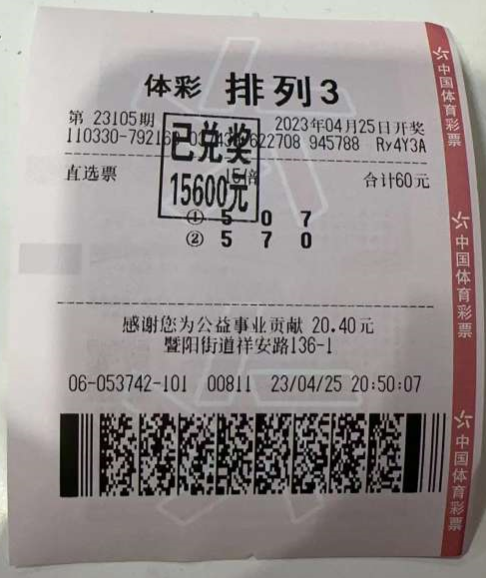 体彩 排列3
第 23105期 2023年04月25日开奖
110330-792162 622708 945788 Ry4Y3A
已兑奖
15600元
直选票 15倍 合计60元
① 5 0 7
② 5 7 0
感谢您为公益事业贡献 20.40元
暨阳街道祥安路136-1
06-053742-101 00811 23/04/25 20:50:07
中国体育彩票
中国体育彩票
中国体育彩票